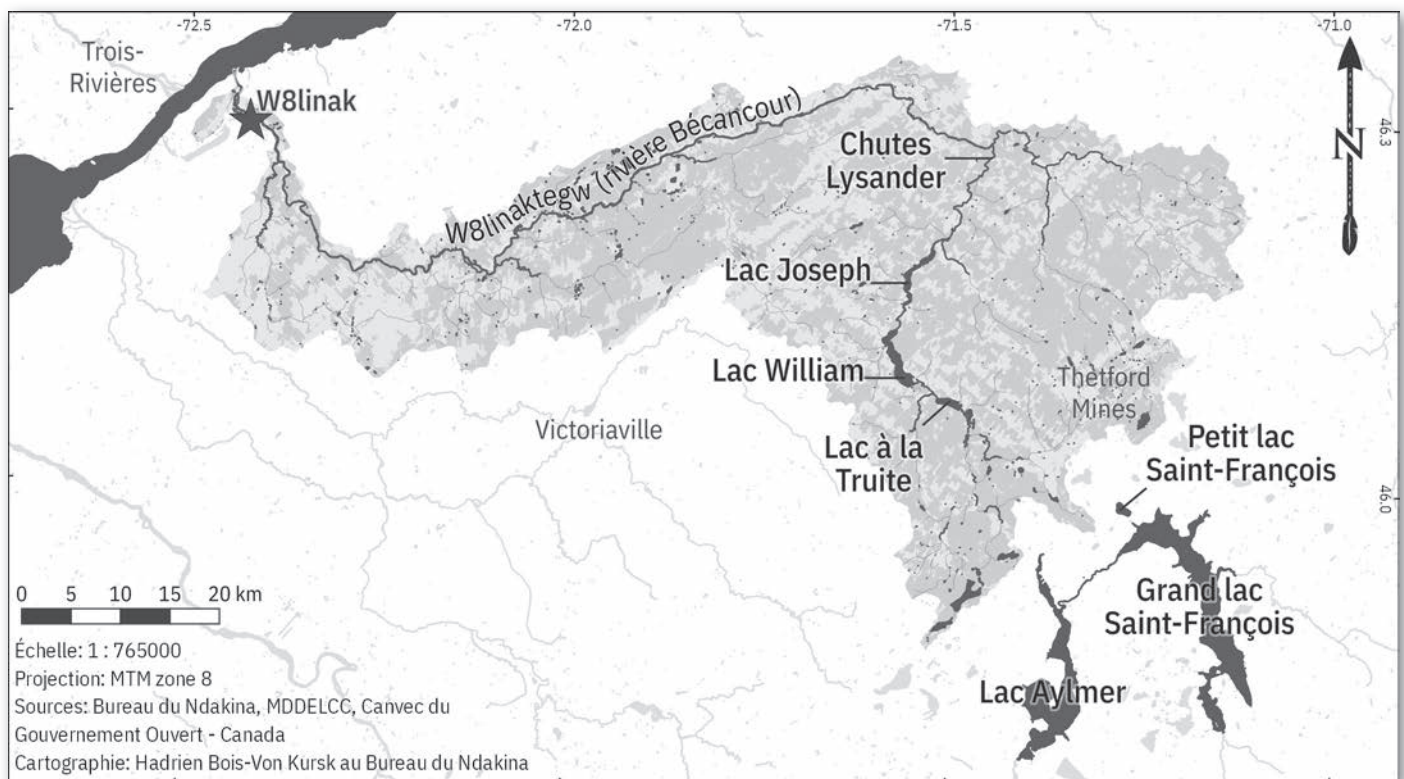 -72.5
-72.0
-71.5
-71.0
Trois-
Rivières
W8linak
W8linaktegw (rivière Bécancour)
Chutes
Lysander
46.3
N
Lac Joseph
Lac William
Thetford
Mines
Victoriaville
Lac à la
Truite
Petit lac
Saint-François
46.0
Grand lac
Saint-François
Lac Aylmer
0 5 10 15 20 km
Échelle: 1 : 765000
Projection: MTM zone 8
Sources: Bureau du Ndakina, MDDELCC, Canvec du
Gouvernement Ouvert - Canada
Cartographie: Hadrien Bois-Von Kursk au Bureau du Ndakina